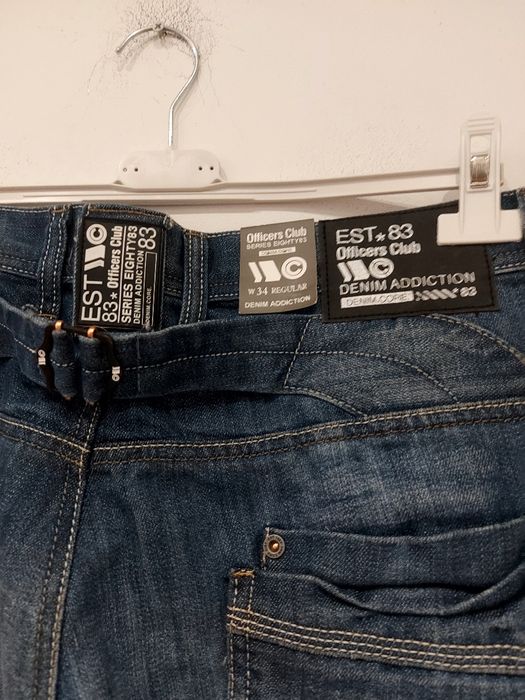 EST
83*
Officers Club
SERIES EIGHTY83
DENIM ADDICTION
DENIM.CORE.
83
Officers Club
SERIES EIGHTY83
W 34 REGULAR
DENIM ADDICTION
EST*83
Officers Club
DENIM ADDICTION
DENIM.CORE
83